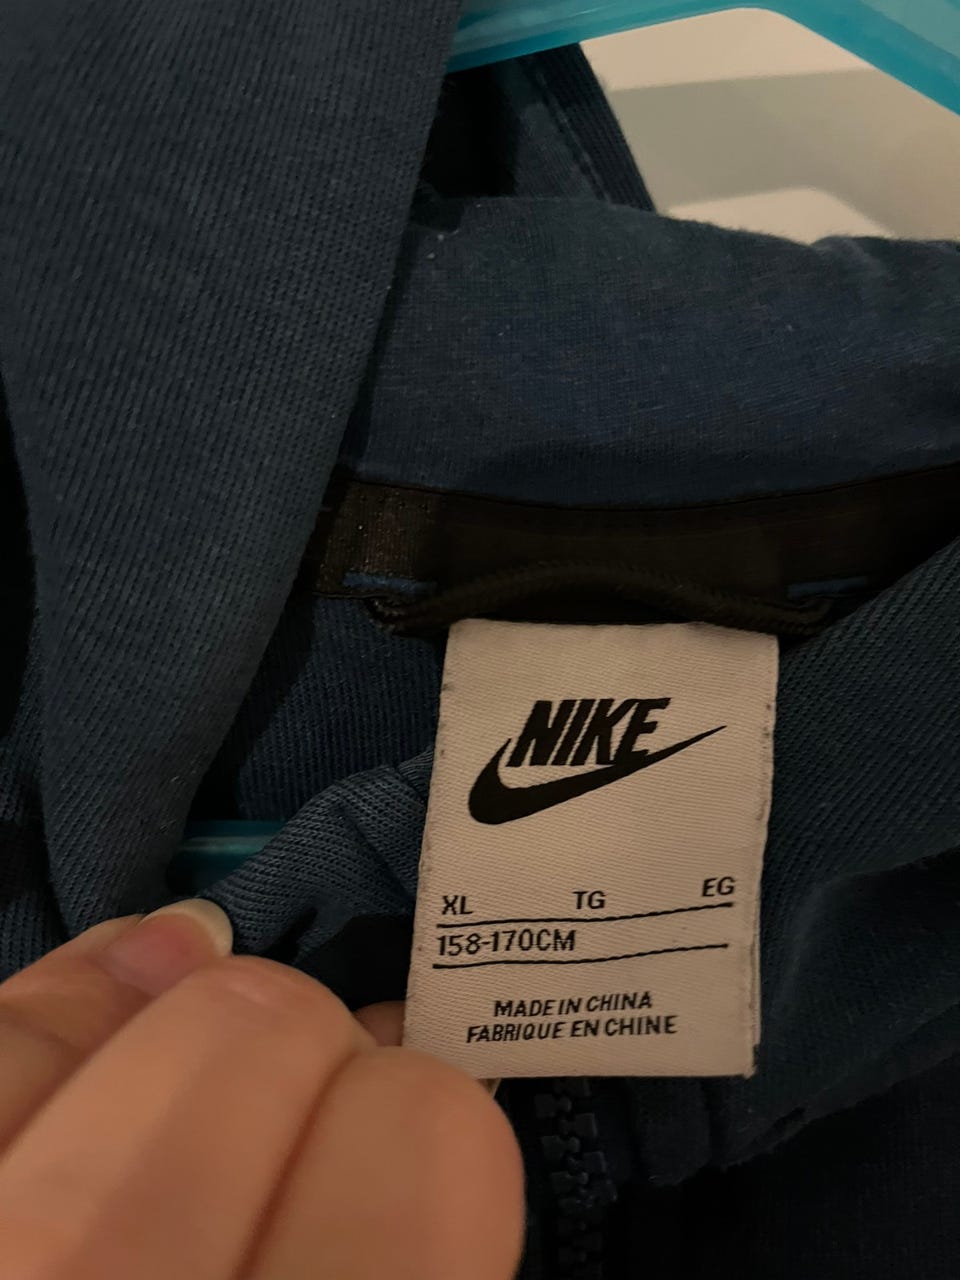 NIKE
XL TG EG
158-170CM
MADE IN CHINA
FABRIQUE EN CHINE